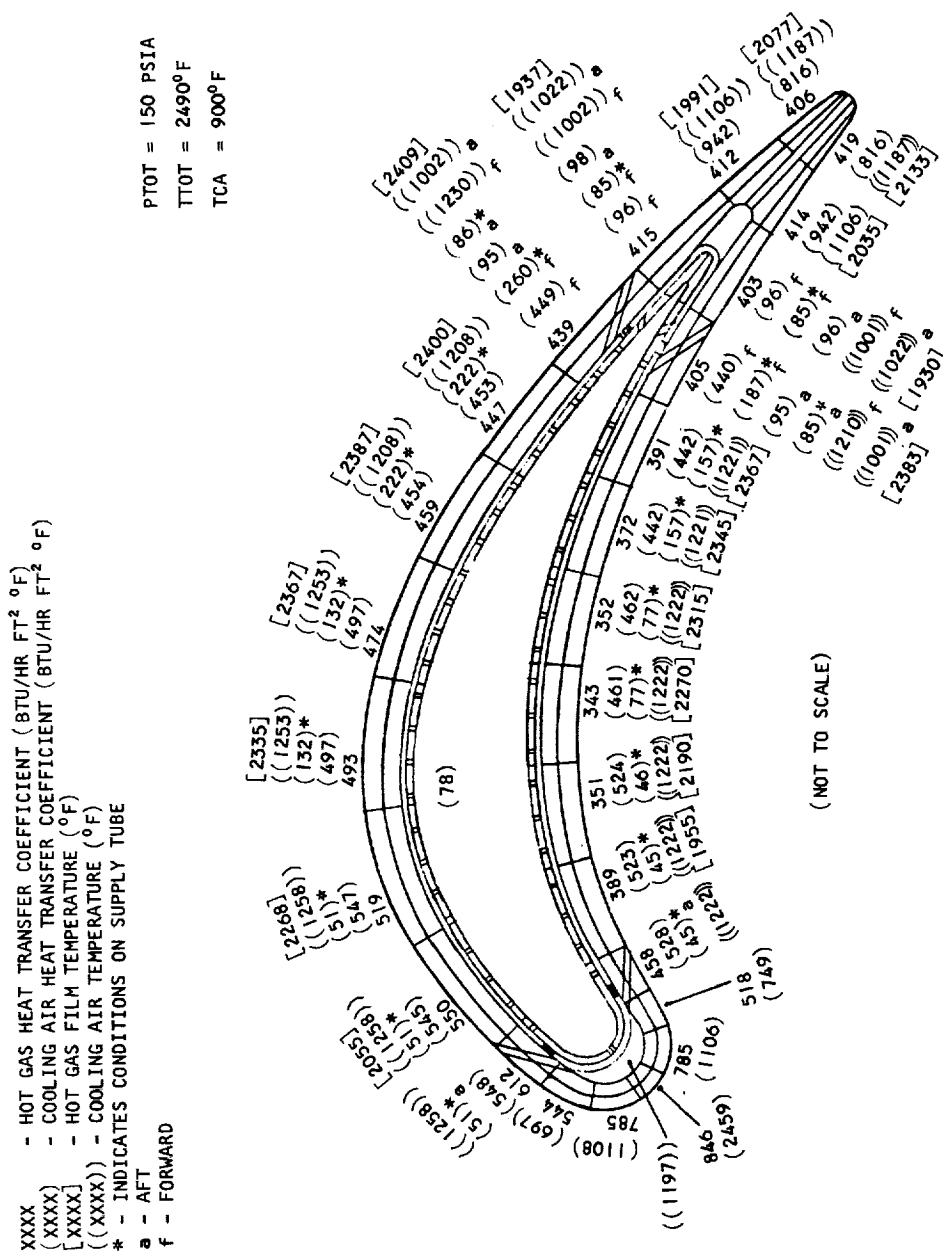 XXXX - HOT GAS HEAT TRANSFER COEFFICIENT (BTU/HR FT² °F)
(XXXX) - COOLING AIR HEAT TRANSFER COEFFICIENT (BTU/HR FT² °F)
[XXXX] - HOT GAS FILM TEMPERATURE (°F)
((XXXX)) - COOLING AIR TEMPERATURE (°F)
* - INDICATES CONDITIONS ON SUPPLY TUBE
a - AFT
f - FORWARD
PTOT = 150 PSIA
TTOT = 2490°F
TCA = 900°F
((1258))
(51)* a
(548)
612
[2055]
((1258))
(51)*
(545)
550
[2268]
((1258))
(51)*
(547)
519
[2335]
((1253))
(132)*
(497)
493
[2367]
((1253))
(132)*
(497)
474
[2387]
((1208))
(222)*
(454)
459
[2400]
((1208))
(222)*
(453)
447
[2409]
((1002)) a
((1230)) f
(86)* a
(95) a
(260)*f
(449) f
439
[1937]
((1022)) a
((1002)) f
(98) a
(85)*f
(96) f
415
[1991]
((1106))
(942)
412
[2077]
((1187))
(816)
406
(697)
544
(1108)
785
((1197))
846
(2459)
785
(1106)
518
(749)
458
(528)
(45)* a
((1222))
389
(523)
(45)*
((1222))
[1955]
351
(524)
(46)*
((1222))
[2190]
343
(461)
(77)*
((1222))
[2270]
352
(462)
(77)*
((1222))
[2315]
372
(442)
(157)*
((1221))
[2345]
391
(442)
(157)*
((1221))
[2367]
405
(440) f
(187)*f
(95) a
(85)* a
((1210)) f
((1001)) a
[2383]
403
(96) f
(85)*f
(96) a
((1001)) f
((1022)) a
[1930]
414
(942)
((1106))
[2035]
419
(816)
((1187))
[2133]
(78)
(NOT TO SCALE)